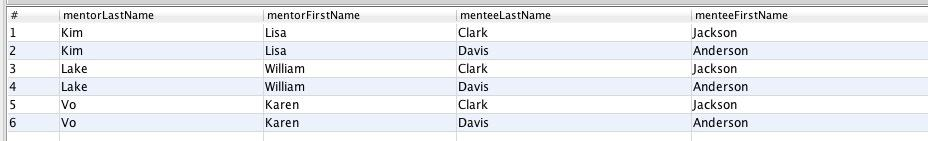 # mentorLastName mentorFirstName menteeLastName menteeFirstName
1 Kim Lisa Clark Jackson
2 Kim Lisa Davis Anderson
3 Lake William Clark Jackson
4 Lake William Davis Anderson
5 Vo Karen Clark Jackson
6 Vo Karen Davis Anderson